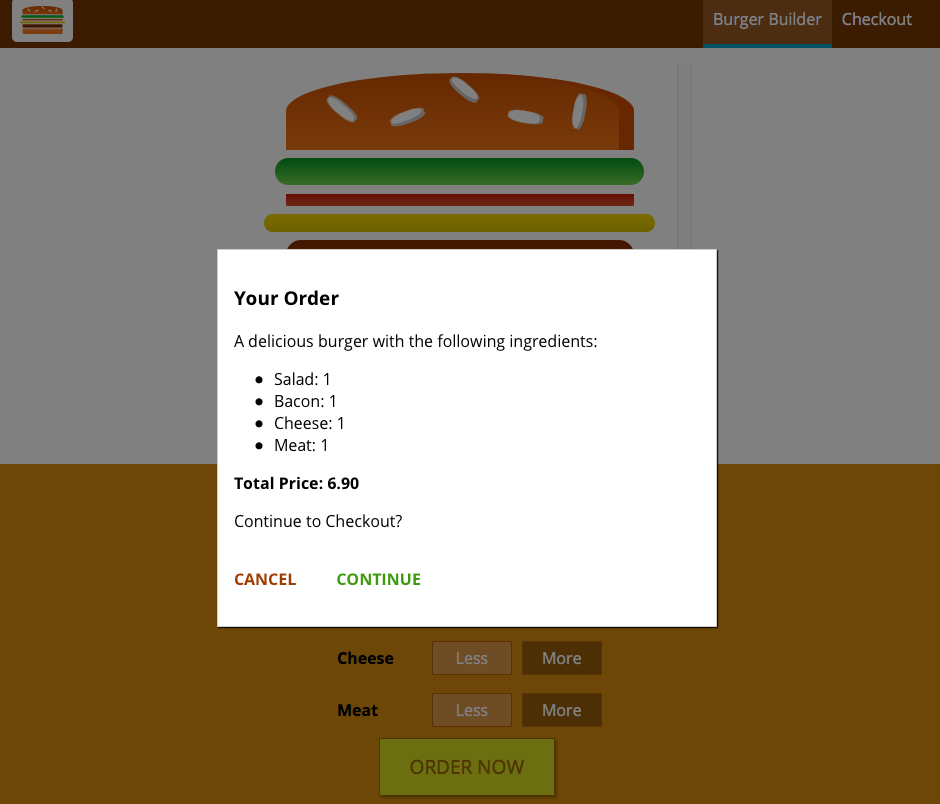 Burger Builder Checkout
Your Order
A delicious burger with the following ingredients:
Salad: 1
Bacon: 1
Cheese: 1
Meat: 1
Total Price: 6.90
Continue to Checkout?
CANCEL CONTINUE
Cheese Less More
Meat Less More
ORDER NOW